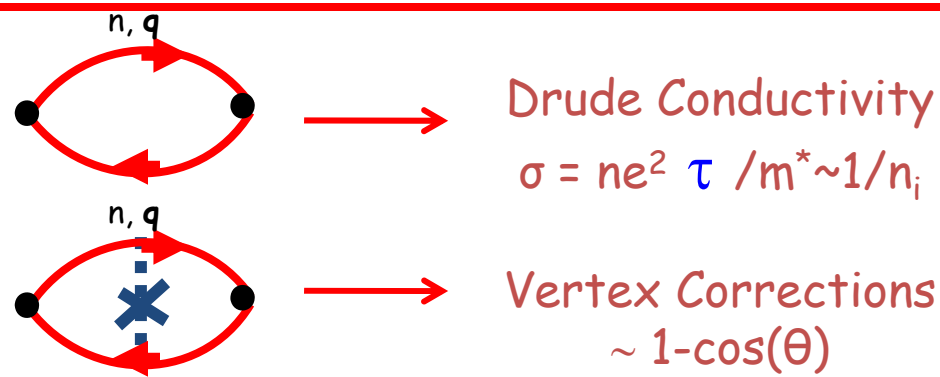 n, q
Drude Conductivity
σ = ne² τ /m*~1/nᵢ
n, q
Vertex Corrections
~ 1-cos(θ)